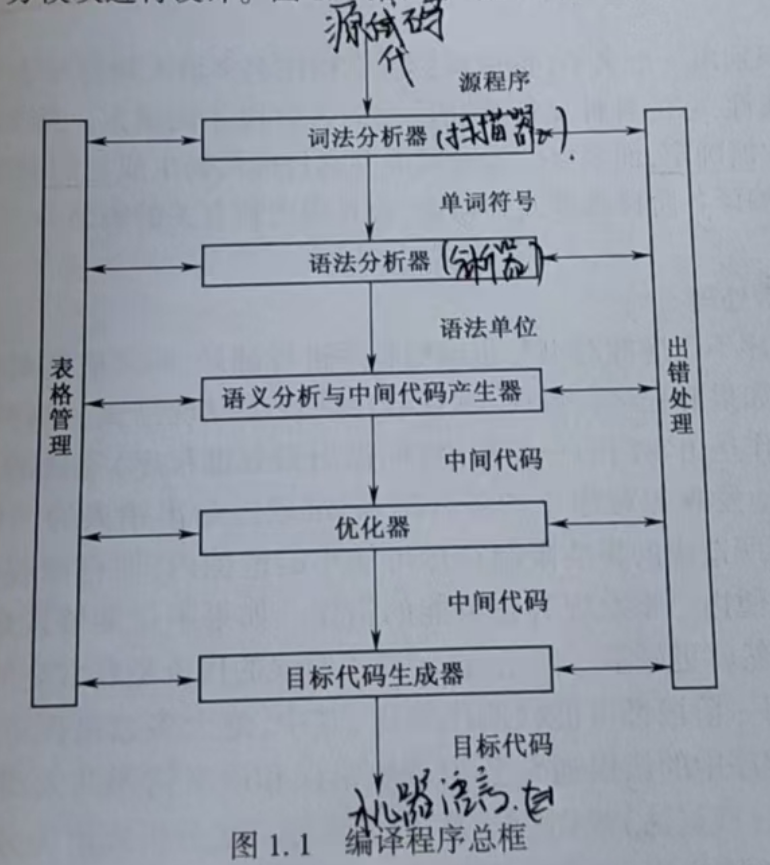 源代码
源程序
词法分析器(扫描器)
单词符号
语法分析器(分析器)
语法单位
表格管理
出错处理
语义分析与中间代码产生器
中间代码
优化器
中间代码
目标代码生成器
目标代码
机器语言
图 1.1 编译程序总框